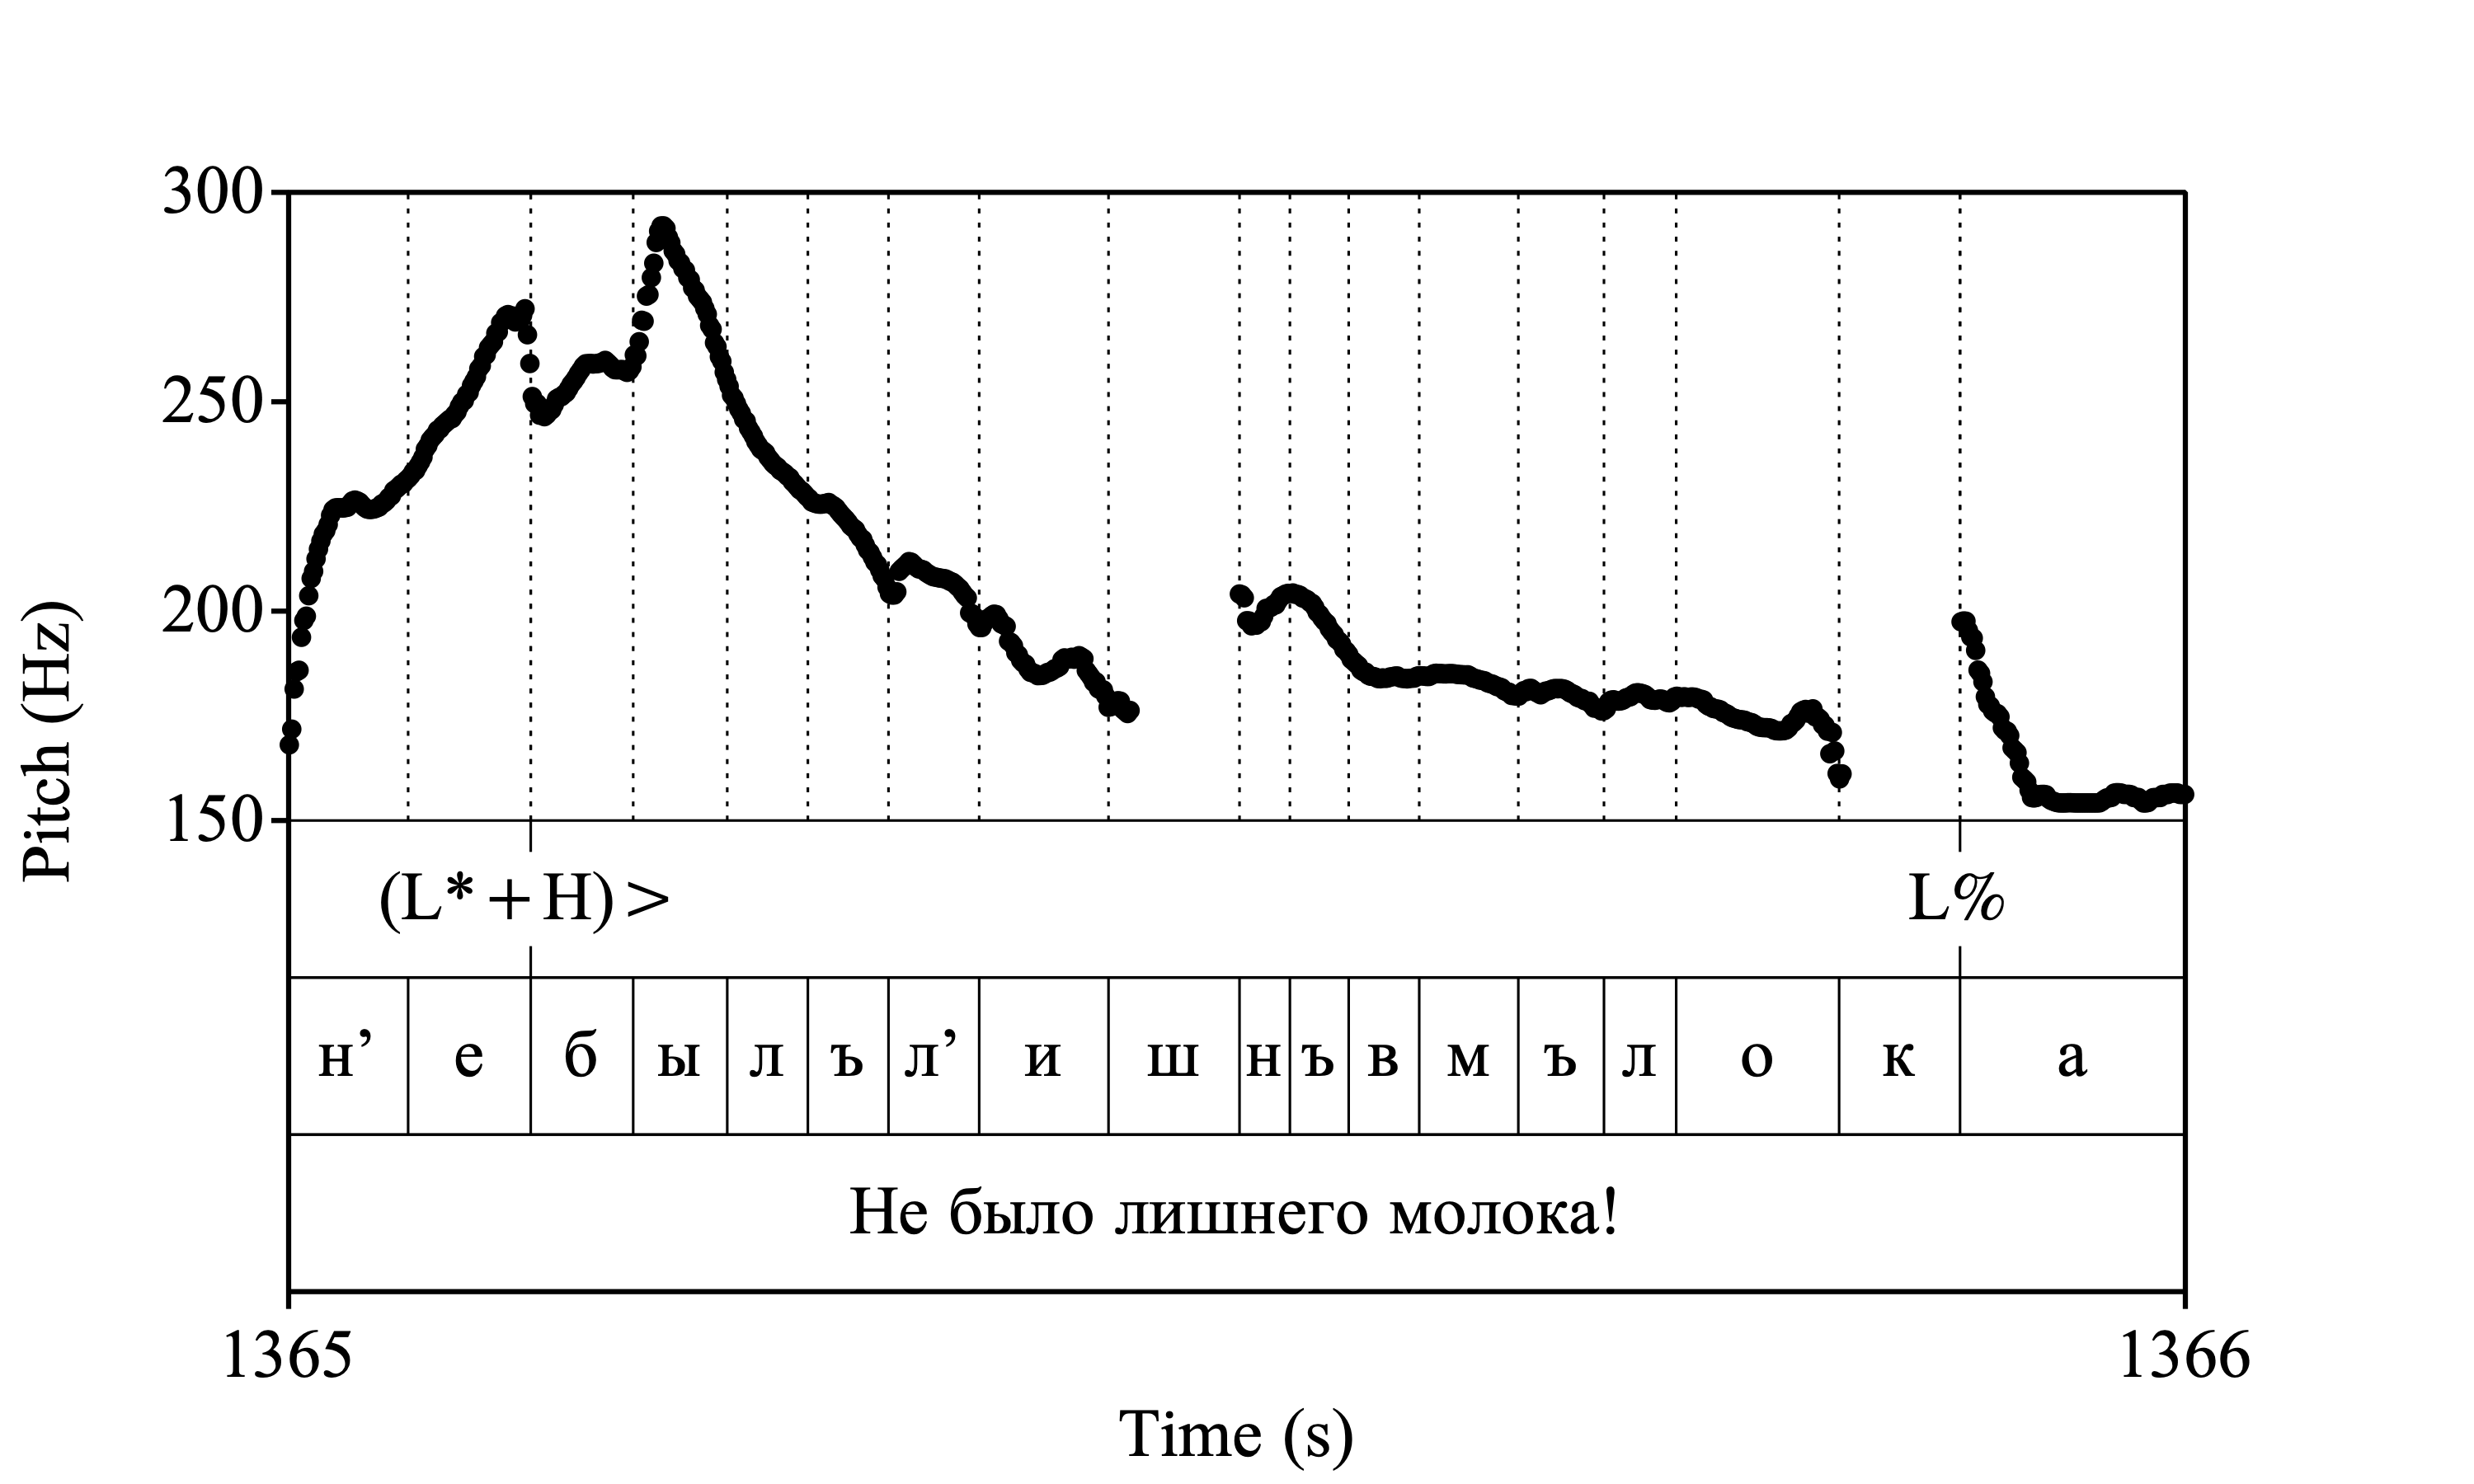 300
250
200
150
Pitch (Hz)
(L*+H)> L%
н’ е б ы л ъ л’ и ш н ъ в м ъ л о к а
Не было лишнего молока!
1365 1366
Time (s)